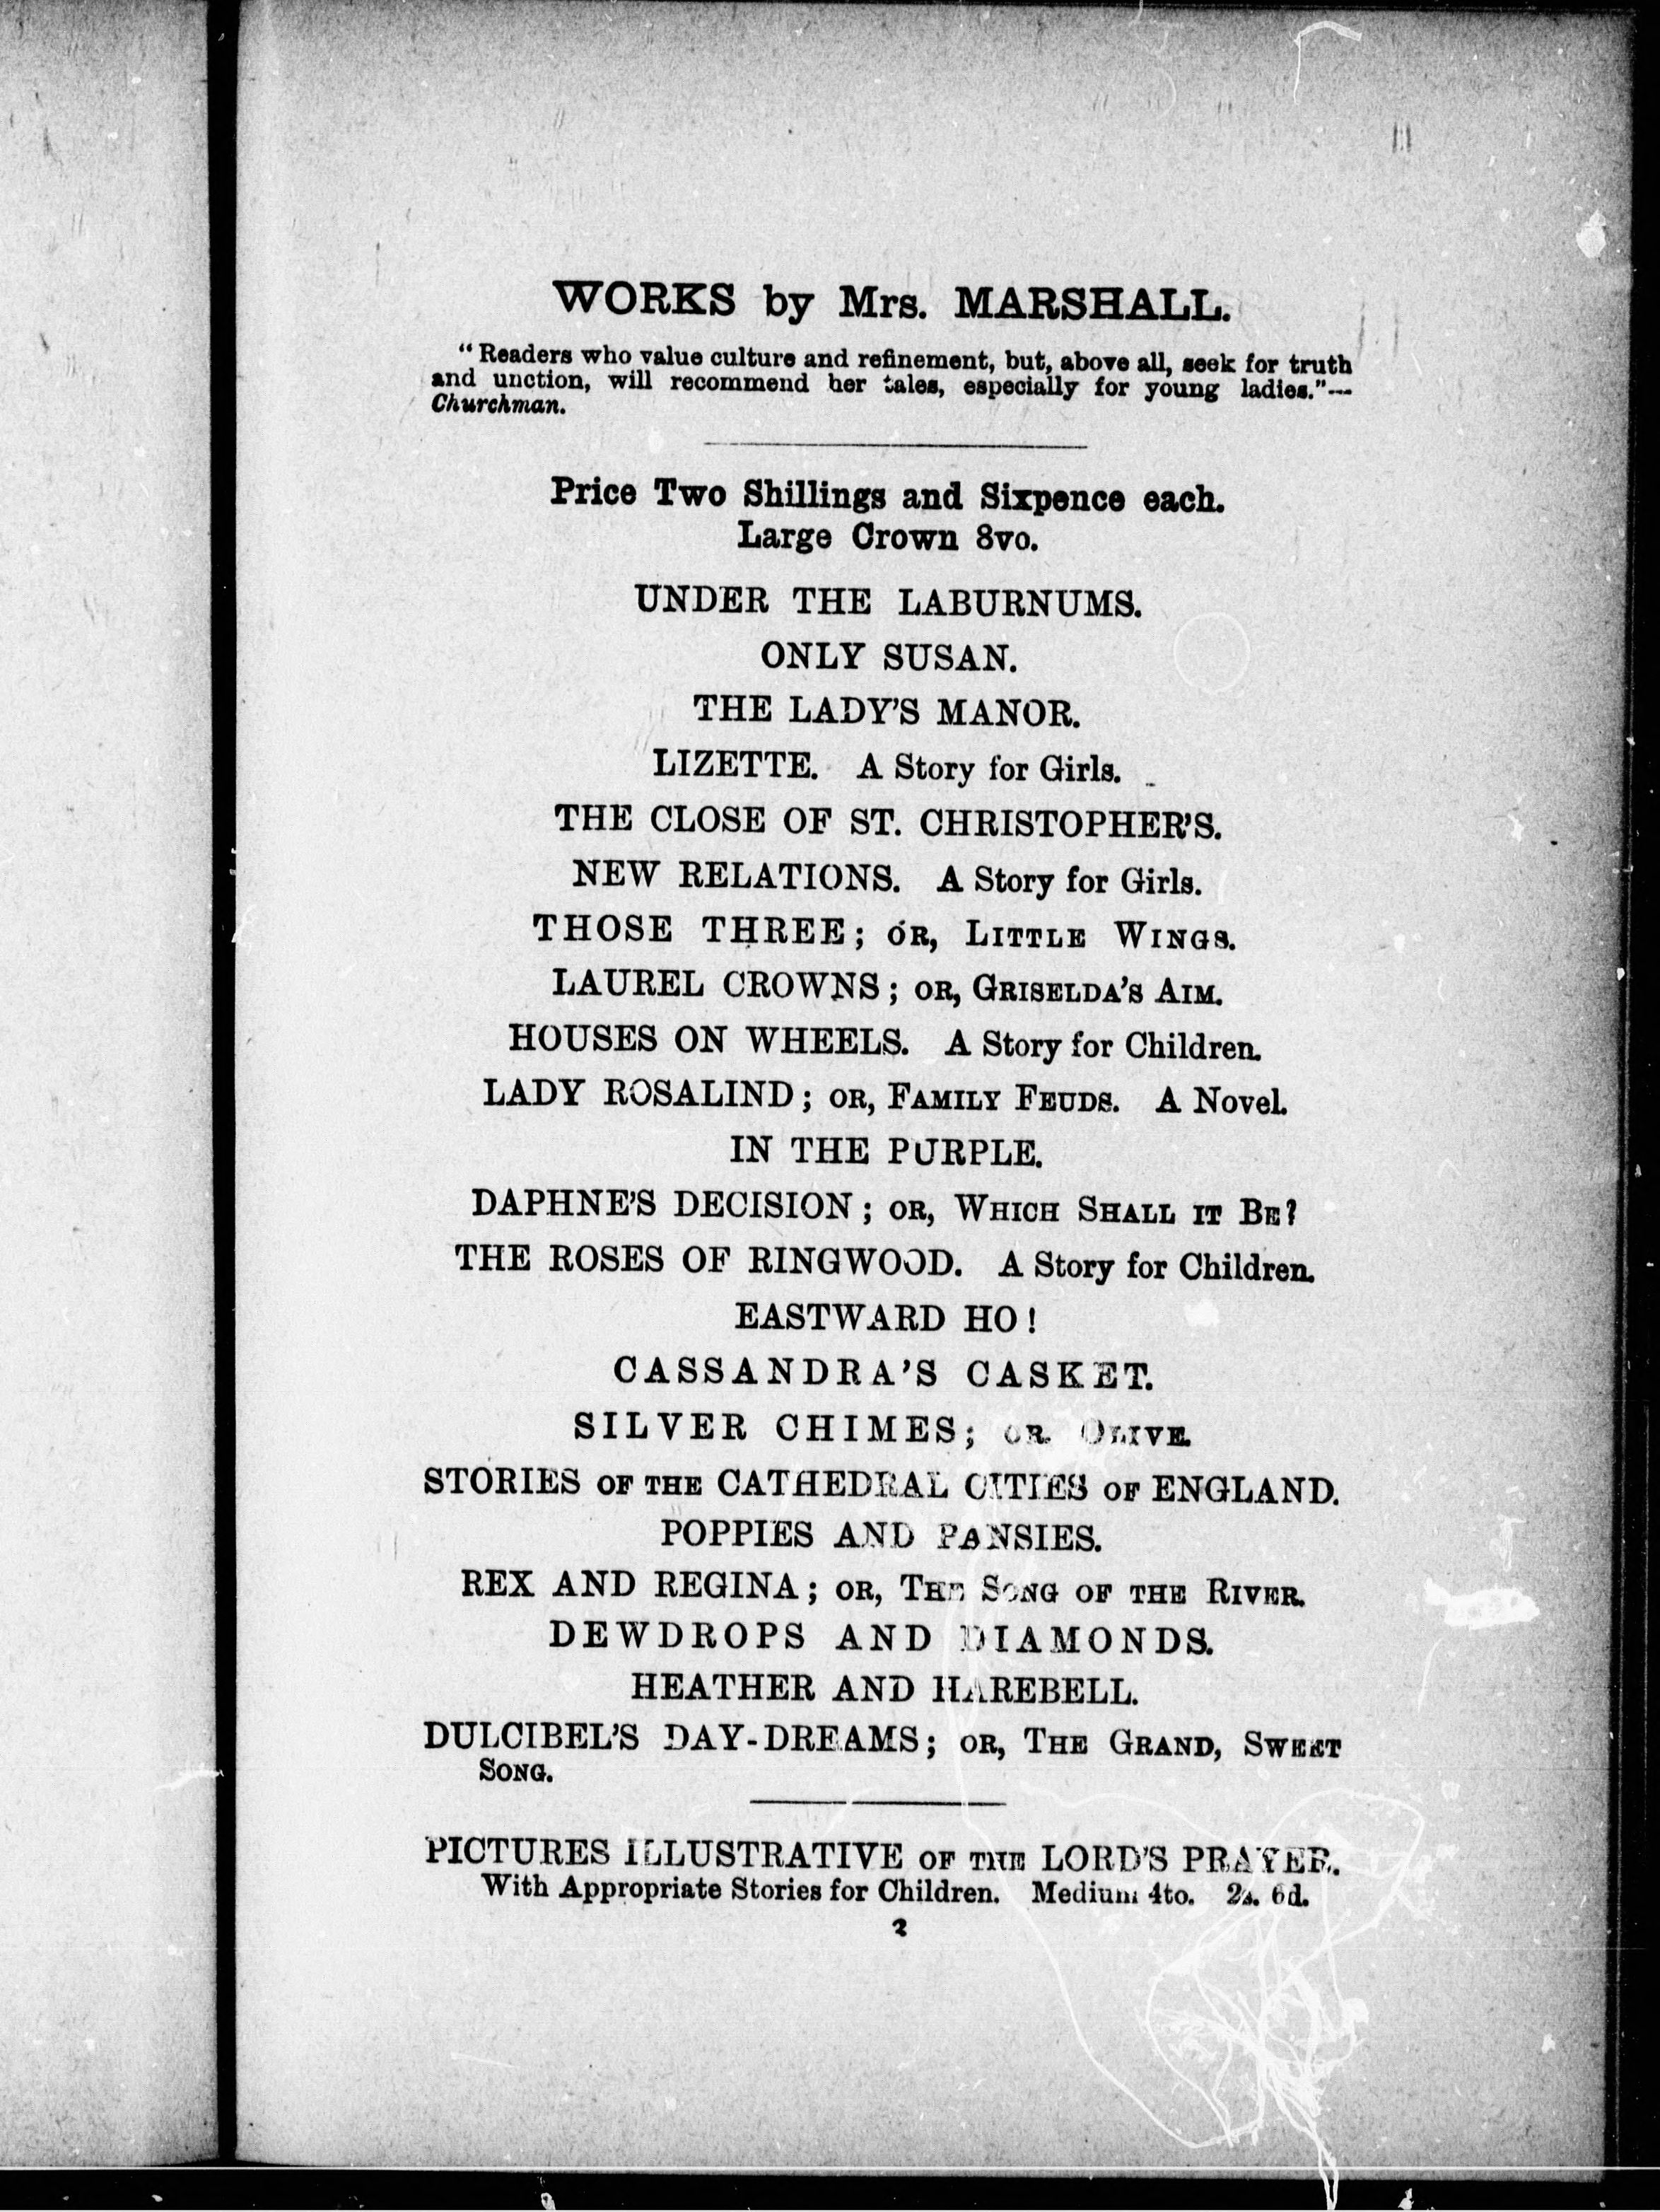 WORKS by Mrs. MARSHALL.
"Readers who value culture and refinement, but, above all, seek for truth
and unction, will recommend her tales, especially for young ladies."—
Churchman.
Price Two Shillings and Sixpence each.
Large Crown 8vo.
UNDER THE LABURNUMS.
ONLY SUSAN.
THE LADY'S MANOR.
LIZETTE. A Story for Girls.
THE CLOSE OF ST. CHRISTOPHER'S.
NEW RELATIONS. A Story for Girls.
THOSE THREE; OR, LITTLE WINGS.
LAUREL CROWNS; OR, GRISELDA'S AIM.
HOUSES ON WHEELS. A Story for Children.
LADY ROSALIND; OR, FAMILY FEUDS. A Novel.
IN THE PURPLE.
DAPHNE'S DECISION; OR, WHICH SHALL IT BE?
THE ROSES OF RINGWOOD. A Story for Children.
EASTWARD HO!
CASSANDRA'S CASKET.
SILVER CHIMES; OR, OLIVE.
STORIES OF THE CATHEDRAL CITIES OF ENGLAND.
POPPIES AND PANSIES.
REX AND REGINA; OR, THE SONG OF THE RIVER.
DEWDROPS AND DIAMONDS.
HEATHER AND HAREBELL.
DULCIBEL'S DAY-DREAMS; OR, THE GRAND, SWEET
SONG.
PICTURES ILLUSTRATIVE OF THE LORD'S PRAYER.
With Appropriate Stories for Children. Medium 4to. 2s. 6d.
2